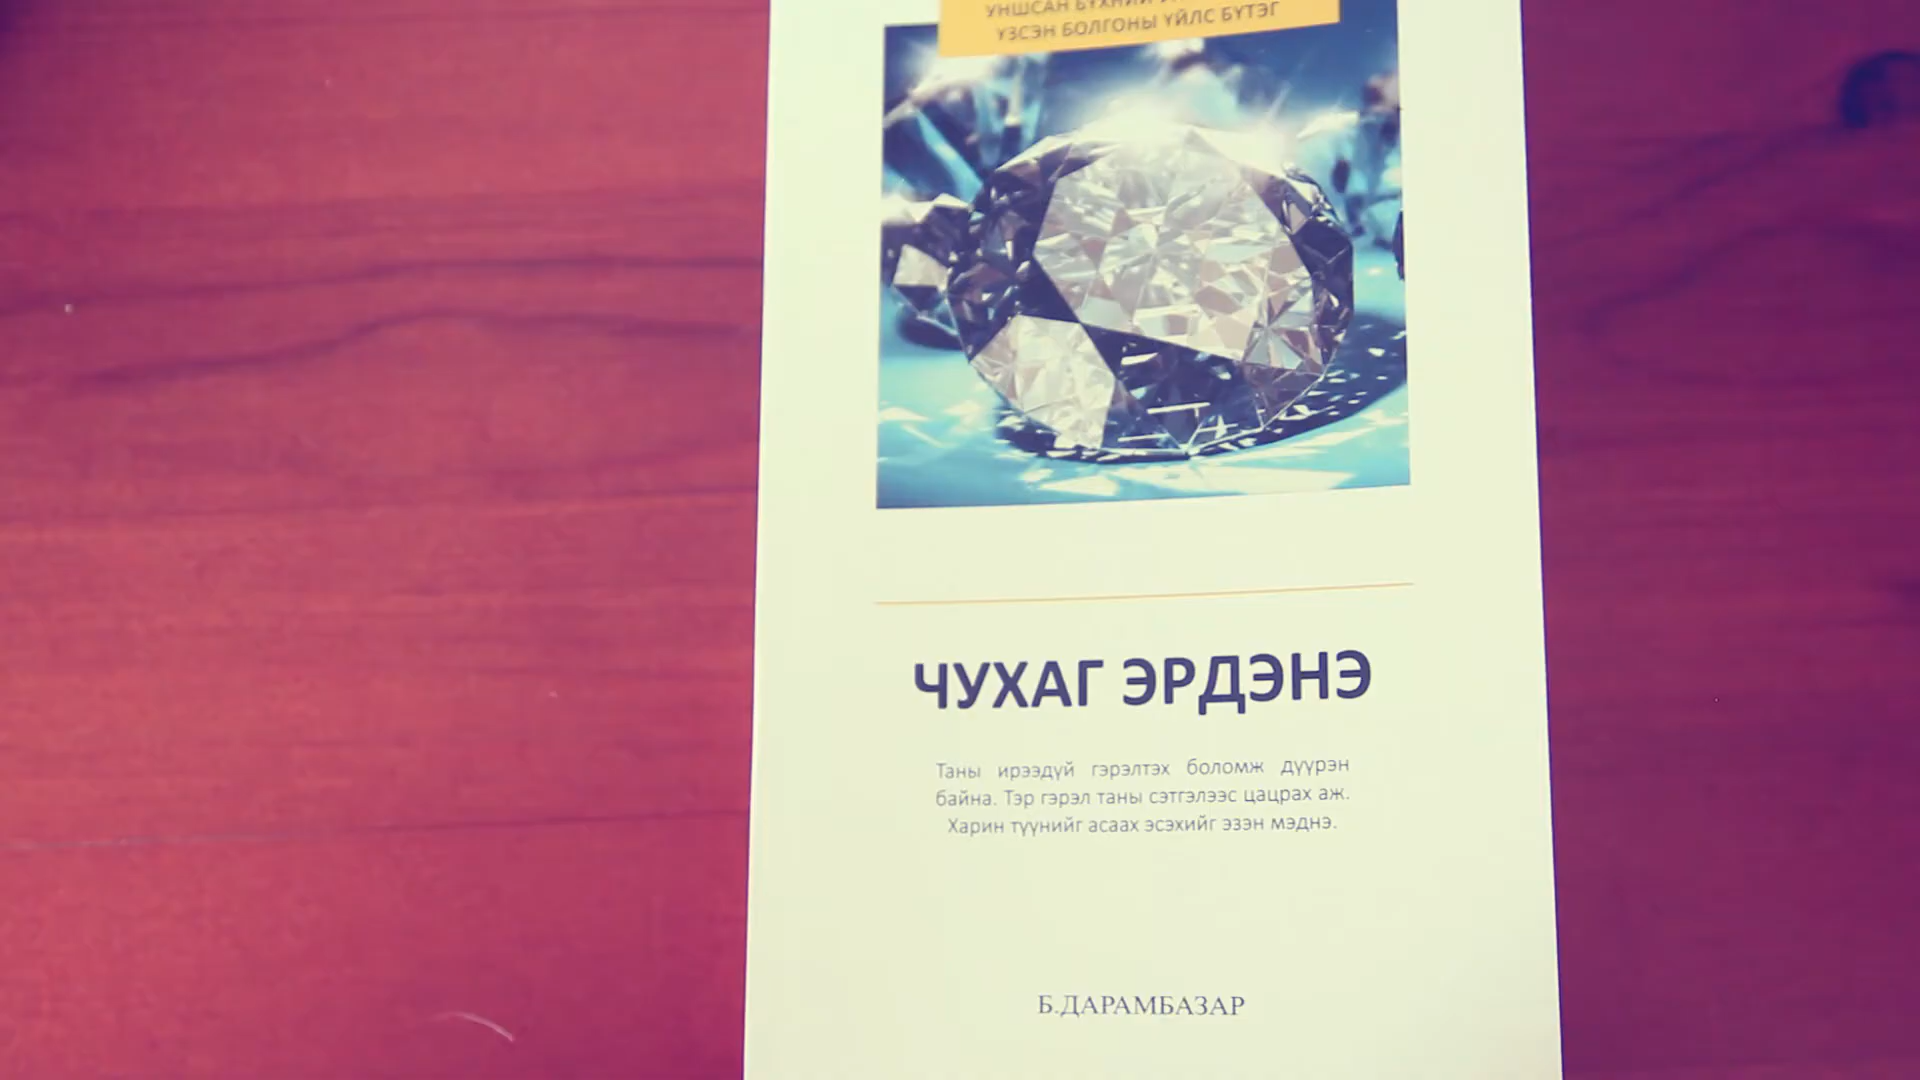 УНШСАН БҮХНИЙ
ҮЗСЭН БОЛГОНЫ ҮЙЛС БҮТЭГ
ЧУХАГ ЭРДЭНЭ
Таны ирээдүй гэрэлтэх боломж дүүрэн
байна. Тэр гэрэл таны сэтгэлээс цацрах аж.
Харин түүнийг асаах эсэхийг эзэн мэднэ.
Б.ДАРАМБАЗАР